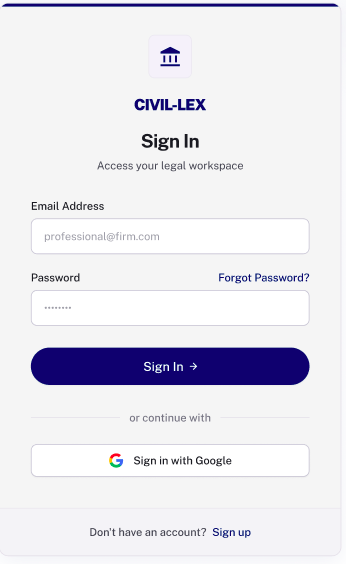 CIVIL-LEX
Sign In
Access your legal workspace
Email Address
professional@firm.com
Password Forgot Password?
••••••••
Sign In →
or continue with
Sign in with Google
Don't have an account? Sign up